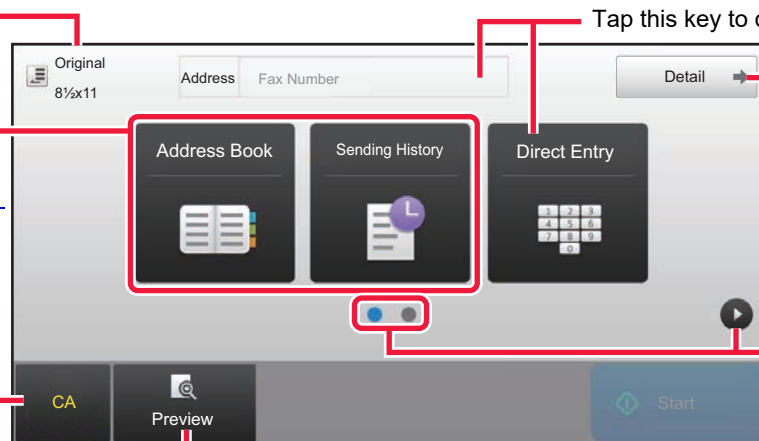 Tap this key to
Original
8½x11
Address
Fax Number
Detail
Address Book
Sending History
Direct Entry
1 2 3
4 5 6
7 8 9
0
CA
Preview
Start